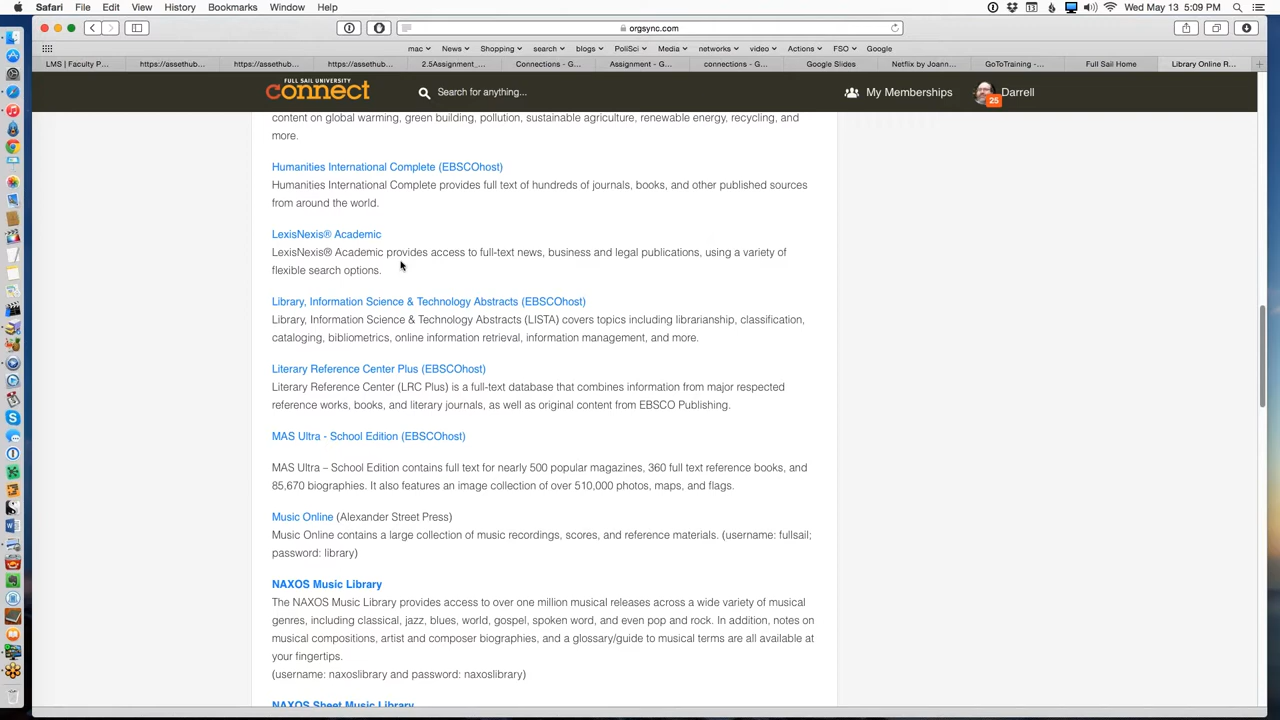 Safari File Edit View History Bookmarks Window Help
13
Wed May 13 5:08 PM
orgsync.com
mac News Shopping search blogs PoliSci Media networks video Actions FSO Google
LMS | Faculty P... https://assethub... https://assethub... https://assethub... 2.5Assignment_... Connections - G... Assignment - G... connections - G... Google Slides Netflix by Joann... GoToTraining -... Full Sail Home Library Online R...
FULL SAIL UNIVERSITY
connect
Search for anything...
My Memberships
25
Darrell
content on global warming, green building, pollution, sustainable agriculture, renewable energy, recycling, and
more.
Humanities International Complete (EBSCOhost)
Humanities International Complete provides full text of hundreds of journals, books, and other published sources
from around the world.
LexisNexis® Academic
LexisNexis® Academic provides access to full-text news, business and legal publications, using a variety of
flexible search options.
Library, Information Science & Technology Abstracts (EBSCOhost)
Library, Information Science & Technology Abstracts (LISTA) covers topics including librarianship, classification,
cataloging, bibliometrics, online information retrieval, information management, and more.
Literary Reference Center Plus (EBSCOhost)
Literary Reference Center (LRC Plus) is a full-text database that combines information from major respected
reference works, books, and literary journals, as well as original content from EBSCO Publishing.
MAS Ultra - School Edition (EBSCOhost)
MAS Ultra – School Edition contains full text for nearly 500 popular magazines, 360 full text reference books, and
85,670 biographies. It also features an image collection of over 510,000 photos, maps, and flags.
Music Online (Alexander Street Press)
Music Online contains a large collection of music recordings, scores, and reference materials. (username: fullsail;
password: library)
NAXOS Music Library
The NAXOS Music Library provides access to over one million musical releases across a wide variety of musical
genres, including classical, jazz, blues, world, gospel, spoken word, and even pop and rock. In addition, notes on
musical compositions, artist and composer biographies, and a glossary/guide to musical terms are all available at
your fingertips.
(username: naxoslibrary and password: naxoslibrary)
NAXOS Sheet Music Library